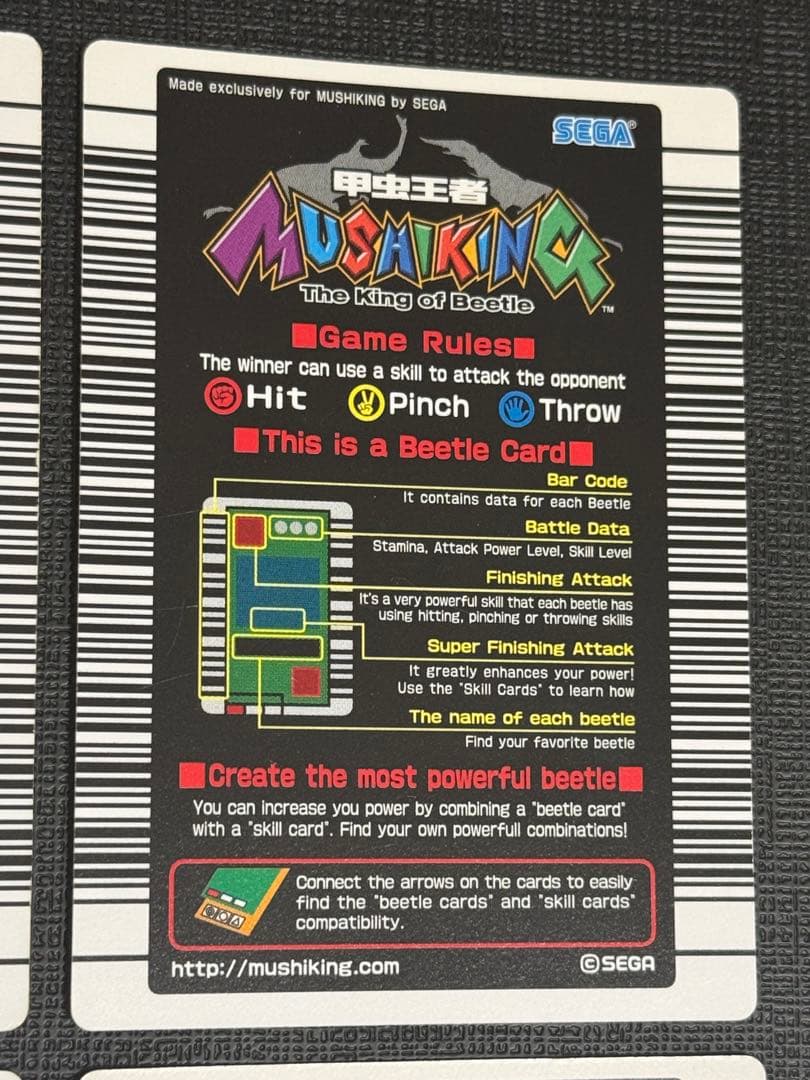 Made exclusively for MUSHIKING by SEGA
SEGA®
甲虫王者
MUSHIKING
The King of Beetle™
■Game Rules■
The winner can use a skill to attack the opponent
Hit Pinch Throw
■This is a Beetle Card■
Bar Code
It contains data for each Beetle
Battle Data
Stamina, Attack Power Level, Skill Level
Finishing Attack
It's a very powerful skill that each beetle has
using hitting, pinching or throwing skills
Super Finishing Attack
It greatly enhances your power!
Use the "Skill Cards" to learn how
The name of each beetle
Find your favorite beetle
■Create the most powerful beetle■
You can increase you power by combining a "beetle card"
with a "skill card". Find your own powerfull combinations!
Connect the arrows on the cards to easily
find the "beetle cards" and "skill cards"
compatibility.
http://mushiking.com
©SEGA